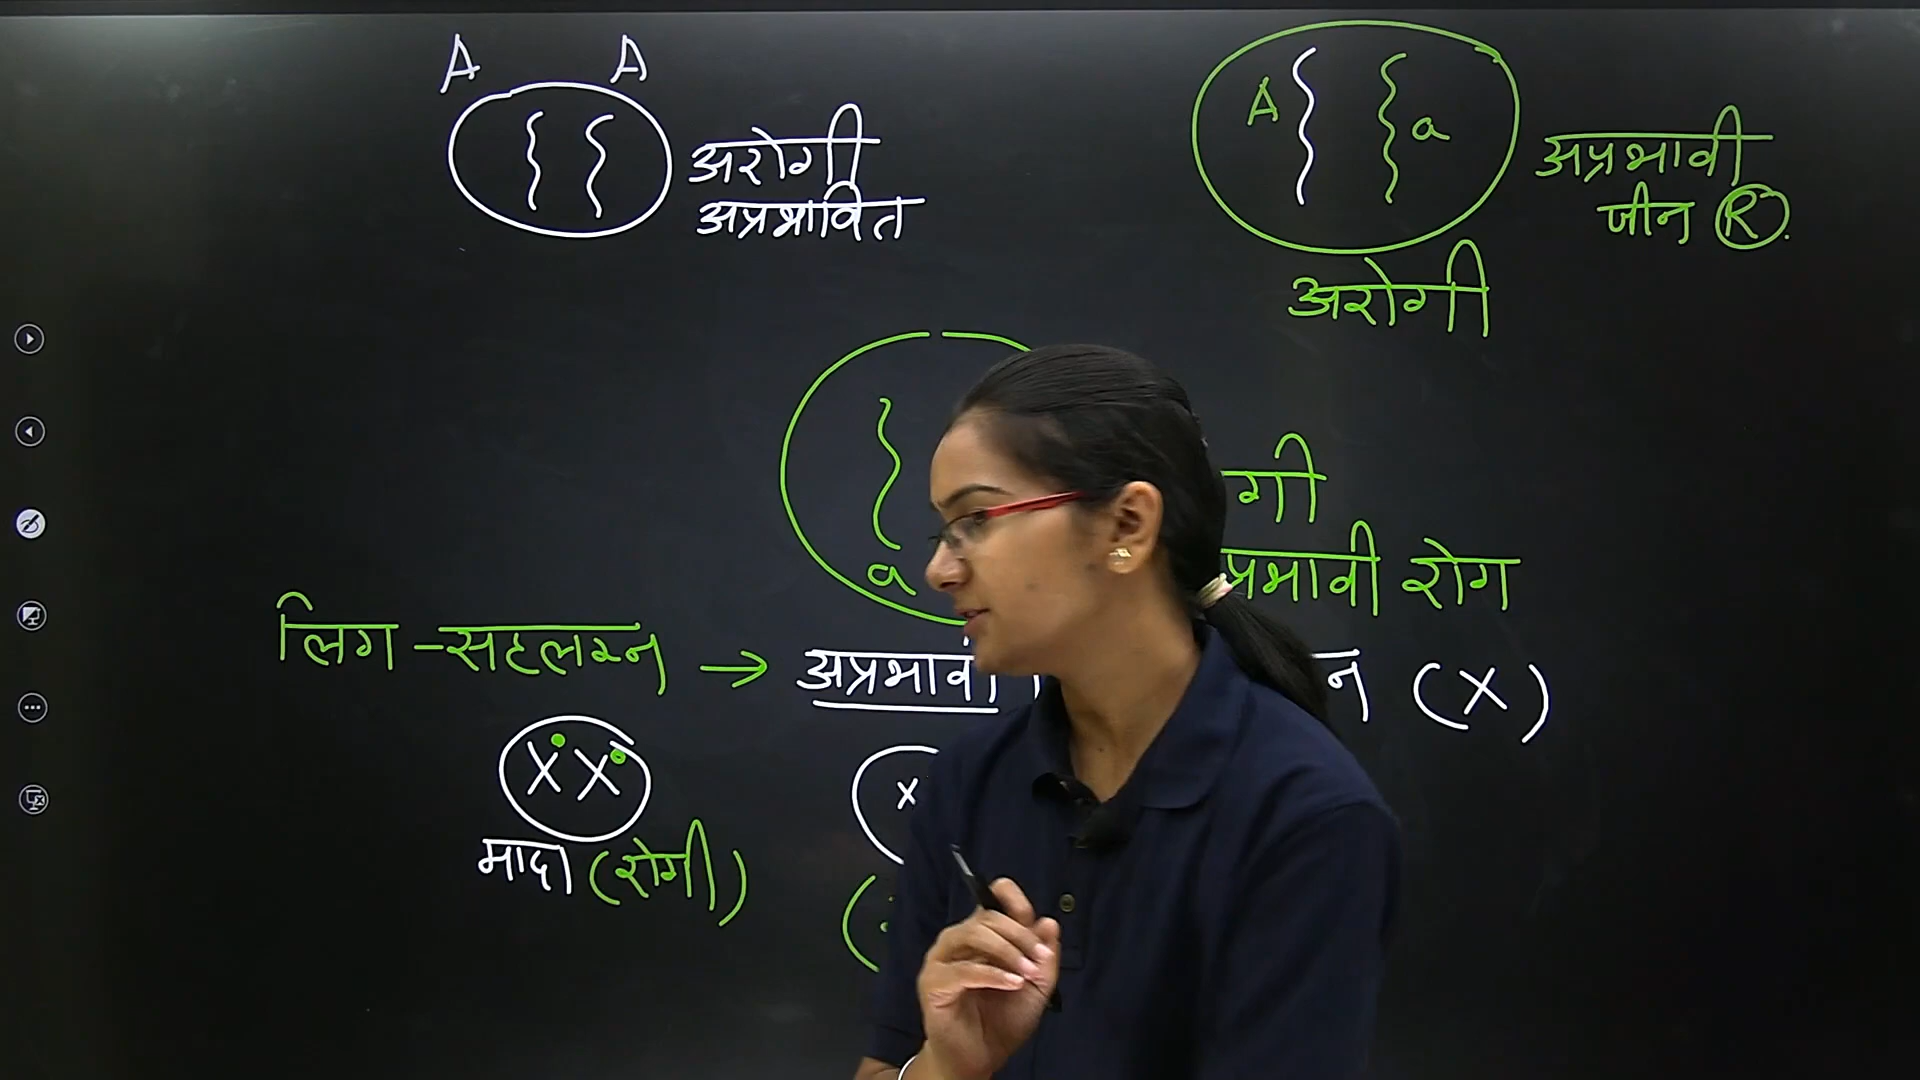 A A
अरोगी
अप्रभावित
A a
अप्रभावी
जीन (R).
अरोगी
गी
a
प्रभावी रोग
लिंग-सहलग्न → अप्रभावी
न (X)
X X
X
मादा (रोगी)
(